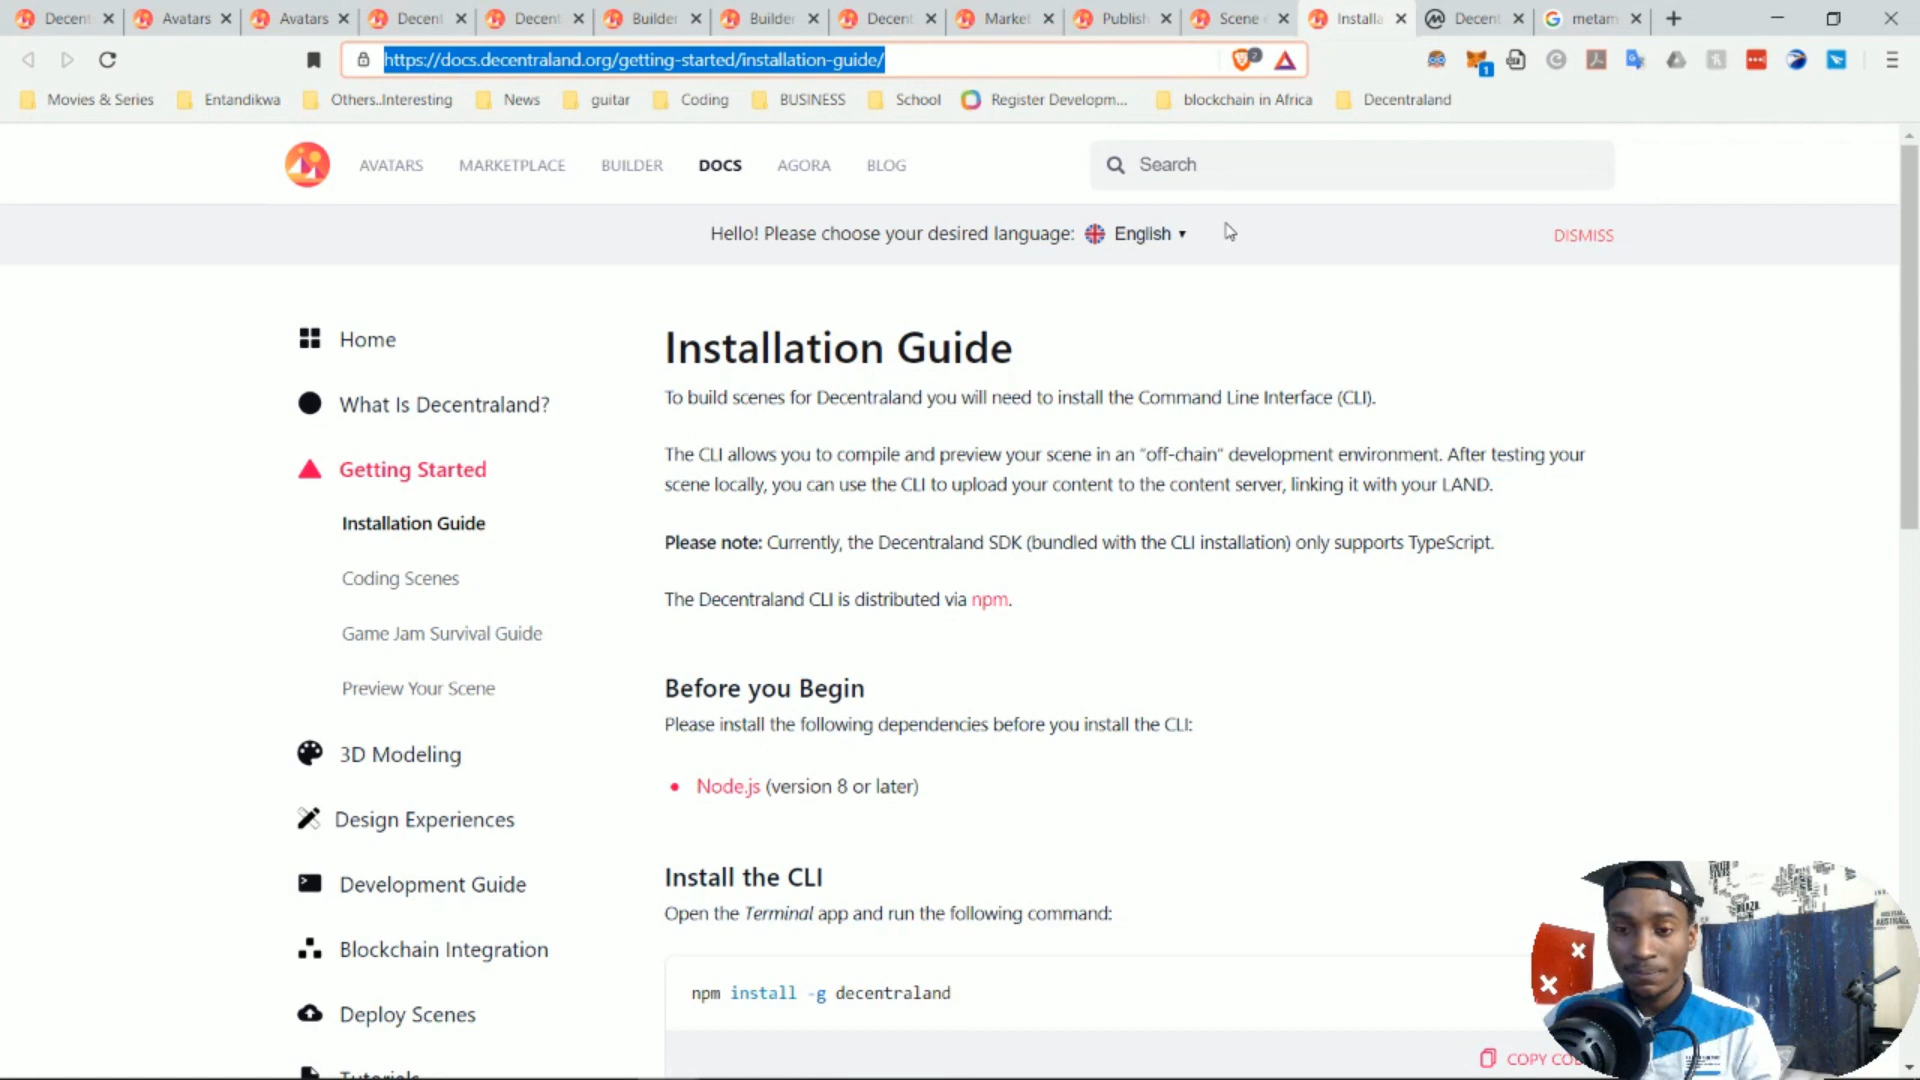 Decent
Avatars
Avatars
Decent
Decent
Builder
Builder
Decent
Market
Publish
Scene
Installa
Decent
metam
https://docs.decentraland.org/getting-started/installation-guide/
2
1
Movies & Series
Entandikwa
Others..Interesting
News
guitar
Coding
BUSINESS
School
Register Developm...
blockchain in Africa
Decentraland
AVATARS
MARKETPLACE
BUILDER
DOCS
AGORA
BLOG
Search
Hello! Please choose your desired language: English
DISMISS
Home
What Is Decentraland?
Getting Started
Installation Guide
Coding Scenes
Game Jam Survival Guide
Preview Your Scene
3D Modeling
Design Experiences
Development Guide
Blockchain Integration
Deploy Scenes
Tutorials
Installation Guide
To build scenes for Decentraland you will need to install the Command Line Interface (CLI).
The CLI allows you to compile and preview your scene in an "off-chain" development environment. After testing your
scene locally, you can use the CLI to upload your content to the content server, linking it with your LAND.
Please note: Currently, the Decentraland SDK (bundled with the CLI installation) only supports TypeScript.
The Decentraland CLI is distributed via npm.
Before you Begin
Please install the following dependencies before you install the CLI:
Node.js (version 8 or later)
Install the CLI
Open the Terminal app and run the following command:
npm install -g decentraland
COPY CO